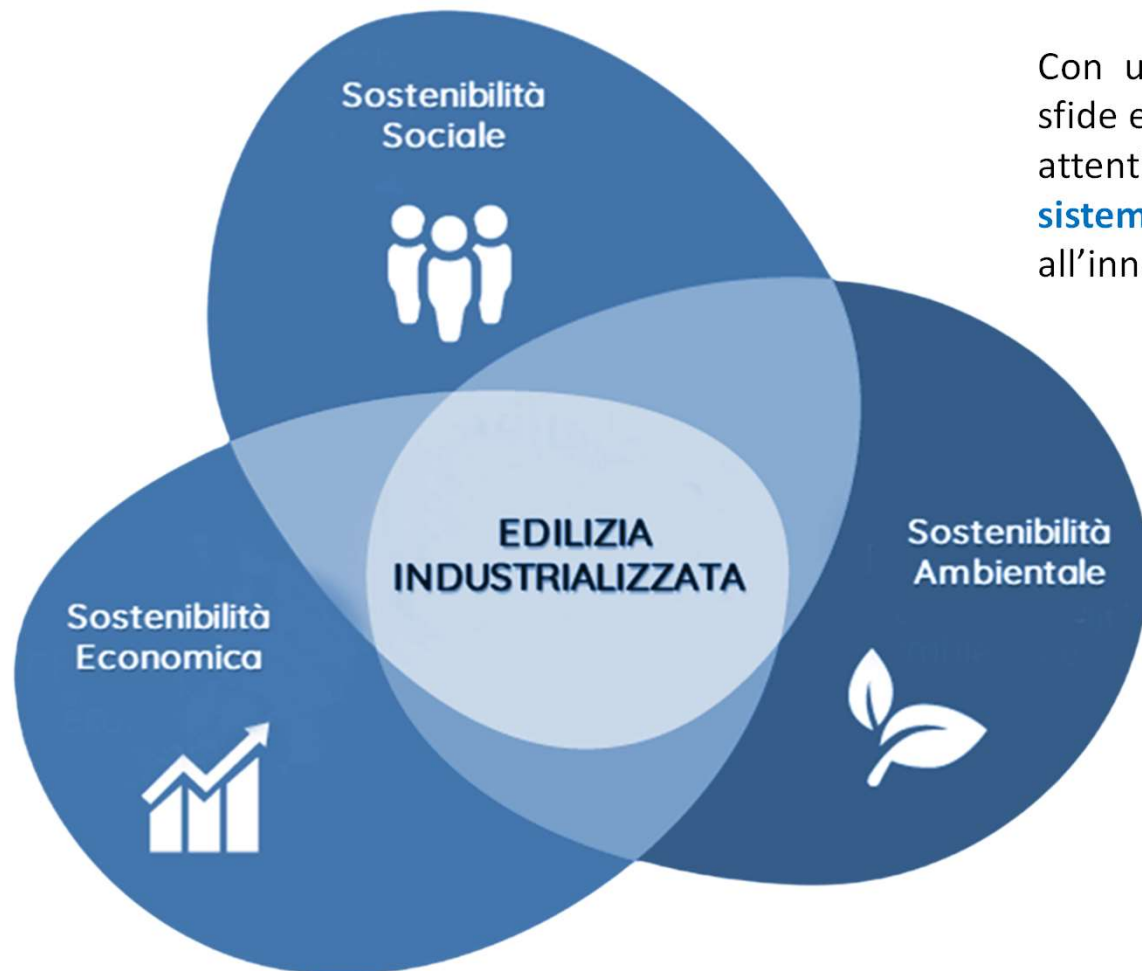 Sostenibilità
Sociale
EDILIZIA
INDUSTRIALIZZATA
Sostenibilità
Ambientale
Sostenibilità
Economica
Con u
sfide e
attent
sistem
all’inn